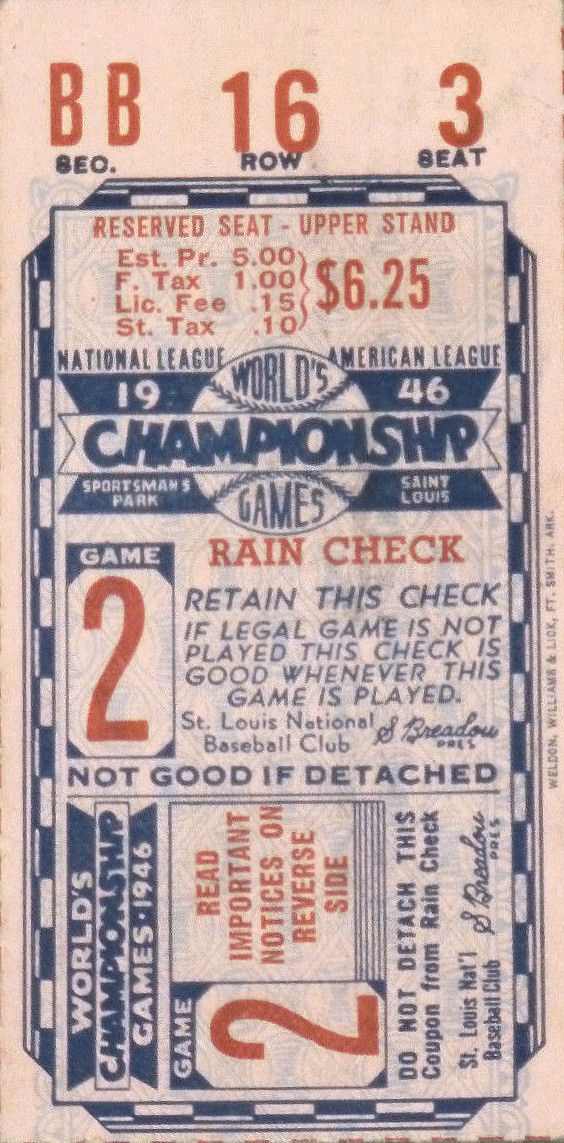 BB 16 3
SEC. ROW SEAT
RESERVED SEAT - UPPER STAND
Est. Pr. 5.00
F. Tax 1.00
Lic. Fee .15
St. Tax .10
$6.25
NATIONAL LEAGUE WORLD'S AMERICAN LEAGUE
19 46
CHAMPIONSHIP
SPORTSMAN'S PARK GAMES SAINT LOUIS
GAME
2
RAIN CHECK
RETAIN THIS CHECK
IF LEGAL GAME IS NOT
PLAYED THIS CHECK IS
GOOD WHENEVER THIS
GAME IS PLAYED.
St. Louis National
Baseball Club
S Breadon
PRES
NOT GOOD IF DETACHED
WORLD'S
CHAMPIONSHIP
GAMES·1946
READ
IMPORTANT
NOTICES ON
REVERSE
SIDE
GAME
2
DO NOT DETACH THIS
Coupon from Rain Check
St. Louis Nat'l
Baseball Club
S Breadon
PRES
WELDON, WILLIAMS & LICK, FT. SMITH, ARK.